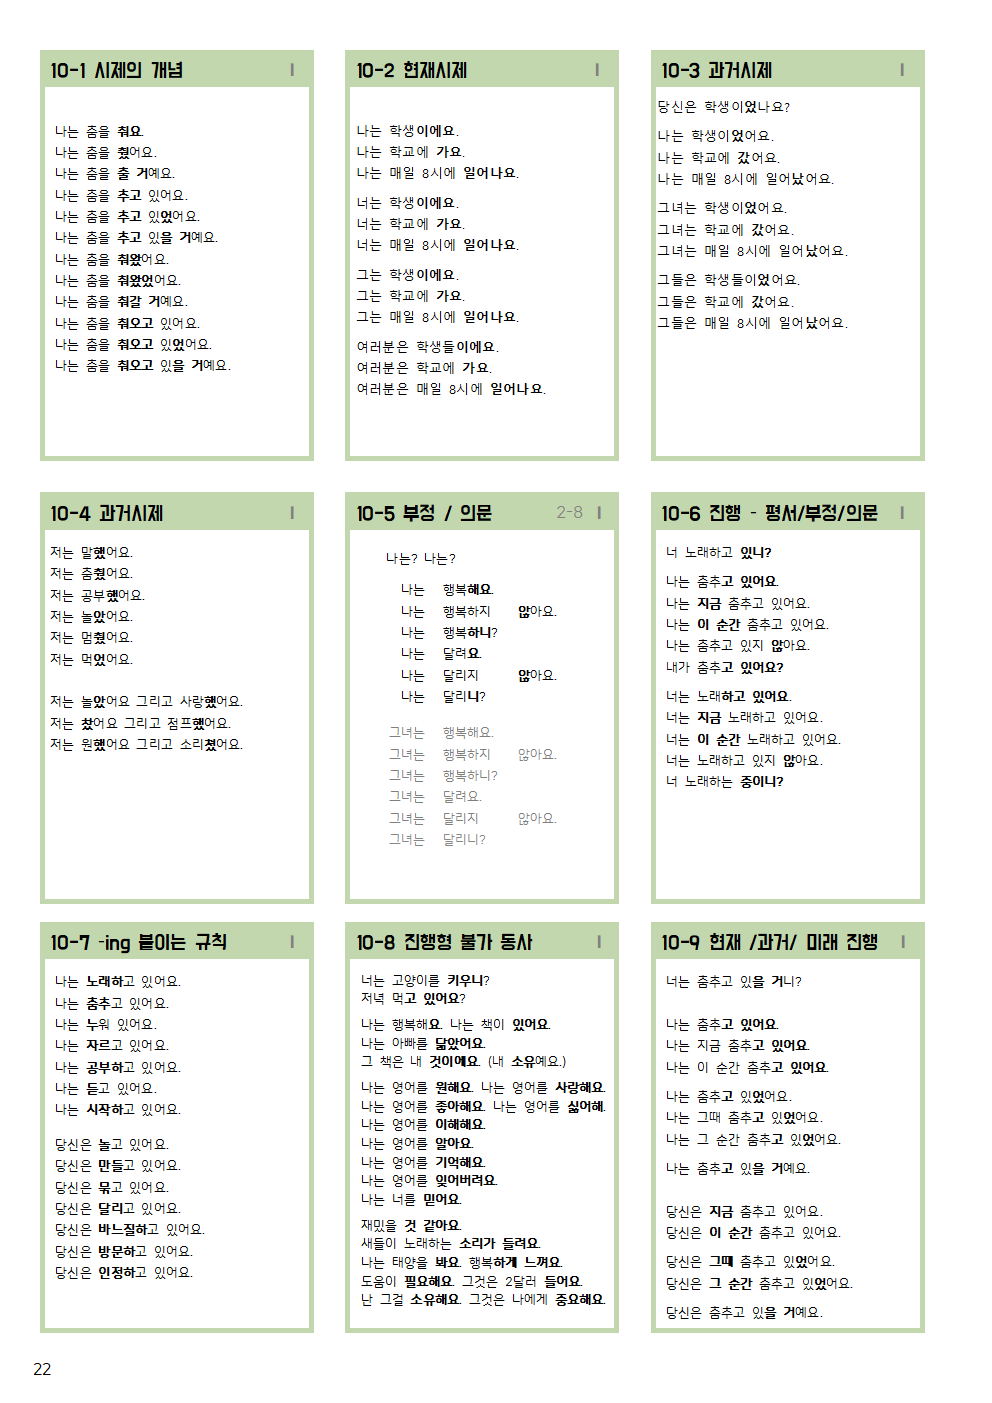 10-1 시제의 개념 I
나는 춤을 춰요.
나는 춤을 췄어요.
나는 춤을 출 거예요.
나는 춤을 추고 있어요.
나는 춤을 추고 있었어요.
나는 춤을 추고 있을 거예요.
나는 춤을 춰왔어요.
나는 춤을 춰왔었어요.
나는 춤을 춰갈 거예요.
나는 춤을 춰오고 있어요.
나는 춤을 춰오고 있었어요.
나는 춤을 춰오고 있을 거예요.
10-2 현재시제 I
나는 학생이에요.
나는 학교에 가요.
나는 매일 8시에 일어나요.
너는 학생이에요.
너는 학교에 가요.
너는 매일 8시에 일어나요.
그는 학생이에요.
그는 학교에 가요.
그는 매일 8시에 일어나요.
여러분은 학생들이에요.
여러분은 학교에 가요.
여러분은 매일 8시에 일어나요.
10-3 과거시제 I
당신은 학생이었나요?
나는 학생이었어요.
나는 학교에 갔어요.
나는 매일 8시에 일어났어요.
그녀는 학생이었어요.
그녀는 학교에 갔어요.
그녀는 매일 8시에 일어났어요.
그들은 학생들이었어요.
그들은 학교에 갔어요.
그들은 매일 8시에 일어났어요.
10-4 과거시제 I
저는 말했어요.
저는 춤췄어요.
저는 공부했어요.
저는 놀았어요.
저는 멈췄어요.
저는 먹었어요.
저는 놀았어요 그리고 사랑했어요.
저는 찼어요 그리고 점프했어요.
저는 원했어요 그리고 소리쳤어요.
10-5 부정 / 의문 2-8 I
나는? 나는?
나는 행복해요.
나는 행복하지 않아요.
나는 행복하니?
나는 달려요.
나는 달리지 않아요.
나는 달리니?
그녀는 행복해요.
그녀는 행복하지 않아요.
그녀는 행복하니?
그녀는 달려요.
그녀는 달리지 않아요.
그녀는 달리니?
10-6 진행 - 평서/부정/의문 I
너 노래하고 있니?
나는 춤추고 있어요.
나는 지금 춤추고 있어요.
나는 이 순간 춤추고 있어요.
나는 춤추고 있지 않아요.
내가 춤추고 있어요?
너는 노래하고 있어요.
너는 지금 노래하고 있어요.
너는 이 순간 노래하고 있어요.
너는 노래하고 있지 않아요.
너 노래하는 중이니?
10-7 -ing 붙이는 규칙 I
나는 노래하고 있어요.
나는 춤추고 있어요.
나는 누워 있어요.
나는 자르고 있어요.
나는 공부하고 있어요.
나는 듣고 있어요.
나는 시작하고 있어요.
당신은 놀고 있어요.
당신은 만들고 있어요.
당신은 묶고 있어요.
당신은 달리고 있어요.
당신은 바느질하고 있어요.
당신은 방문하고 있어요.
당신은 인정하고 있어요.
10-8 진행형 불가 동사 I
너는 고양이를 키우니?
저녁 먹고 있어요?
나는 행복해요. 나는 책이 있어요.
나는 아빠를 닮았어요.
그 책은 내 것이에요. (내 소유예요.)
나는 영어를 원해요. 나는 영어를 사랑해요.
나는 영어를 좋아해요. 나는 영어를 싫어해.
나는 영어를 이해해요.
나는 영어를 알아요.
나는 영어를 기억해요.
나는 영어를 잊어버려요.
나는 너를 믿어요.
재밌을 것 같아요.
새들이 노래하는 소리가 들려요.
나는 태양을 봐요. 행복하게 느껴요.
도움이 필요해요. 그것은 2달러 들어요.
난 그걸 소유해요. 그것은 나에게 중요해요.
10-9 현재 /과거/ 미래 진행 I
너는 춤추고 있을 거니?
나는 춤추고 있어요.
나는 지금 춤추고 있어요.
나는 이 순간 춤추고 있어요.
나는 춤추고 있었어요.
나는 그때 춤추고 있었어요.
나는 그 순간 춤추고 있었어요.
나는 춤추고 있을 거예요.
당신은 지금 춤추고 있어요.
당신은 이 순간 춤추고 있어요.
당신은 그때 춤추고 있었어요.
당신은 그 순간 춤추고 있었어요.
당신은 춤추고 있을 거예요.
22